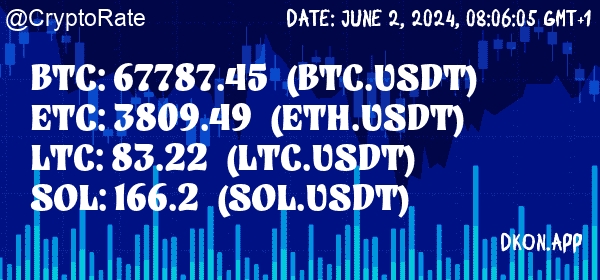 @CryptoRate
DATE: JUNE 2, 2024, 08:06:05 GMT+1
BTC: 67787.45 (BTC.USDT)
ETC: 3809.49 (ETH.USDT)
LTC: 83.22 (LTC.USDT)
SOL: 166.2 (SOL.USDT)
DKON.APP